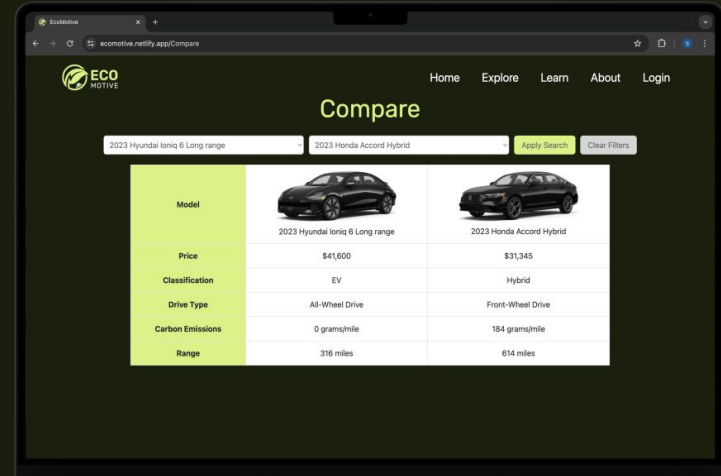 EcoMotive
ecomotive.netlify.app/Compare
ECO
MOTIVE
Home Explore Learn About Login
Compare
2023 Hyundai Ioniq 6 Long range 2023 Honda Accord Hybrid Apply Search Clear Filters
Model
2023 Hyundai Ioniq 6 Long range 2023 Honda Accord Hybrid
Price $41,600 $31,345
Classification EV Hybrid
Drive Type All-Wheel Drive Front-Wheel Drive
Carbon Emissions 0 grams/mile 184 grams/mile
Range 316 miles 614 miles